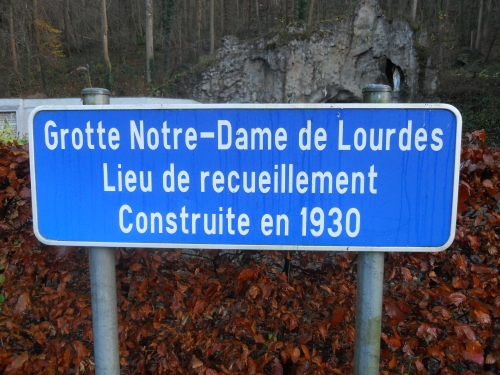 Grotte Notre-Dame de Lourdes
Lieu de recueillement
Construite en 1930